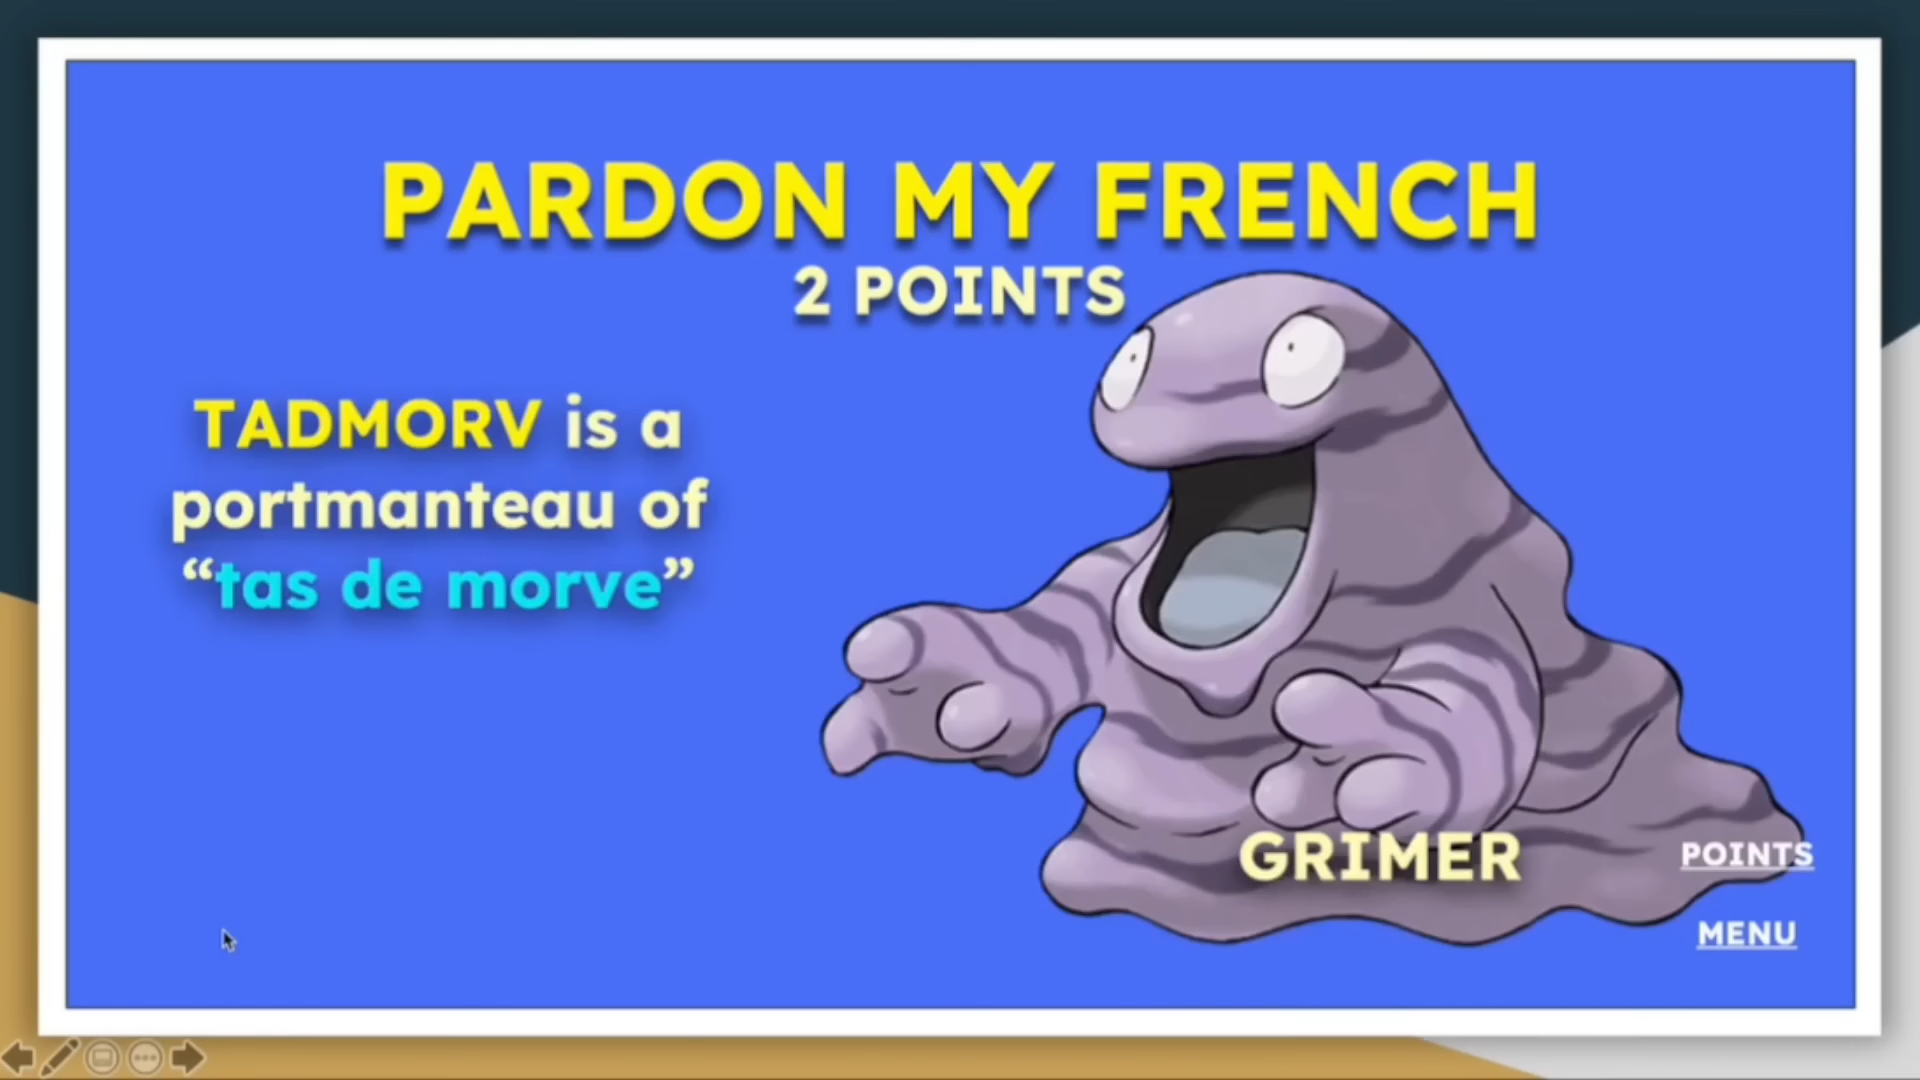 PARDON MY FRENCH
2 POINTS
TADMORV is a
portmanteau of
“tas de morve”
GRIMER
POINTS
MENU